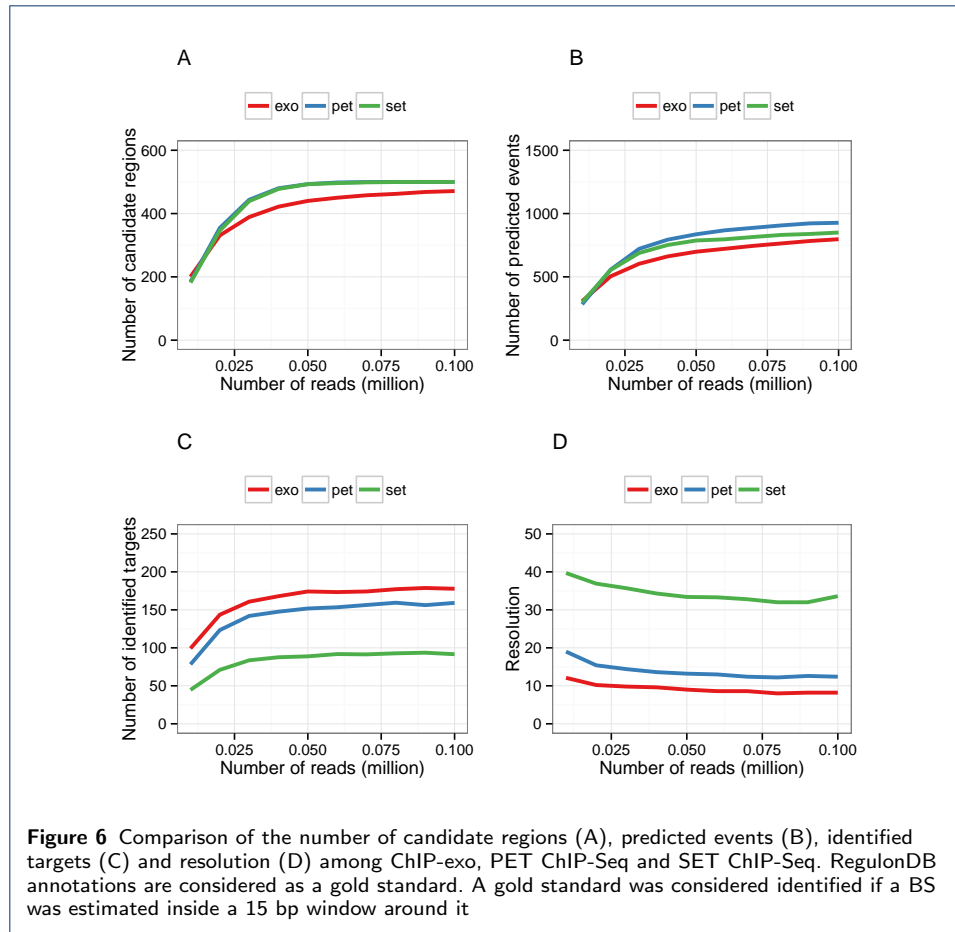 A
exo pet set
Number of candidate regions
600
400
200
0
0.025 0.050 0.075 0.100
Number of reads (million)
B
exo pet set
Number of predicted events
1500
1000
500
0
0.025 0.050 0.075 0.100
Number of reads (million)
C
exo pet set
Number of identified targets
250
200
150
100
50
0
0.025 0.050 0.075 0.100
Number of reads (million)
D
exo pet set
Resolution
50
40
30
20
10
0
0.025 0.050 0.075 0.100
Number of reads (million)
Figure 6 Comparison of the number of candidate regions (A), predicted events (B), identified
targets (C) and resolution (D) among ChIP-exo, PET ChIP-Seq and SET ChIP-Seq. RegulonDB
annotations are considered as a gold standard. A gold standard was considered identified if a BS
was estimated inside a 15 bp window around it